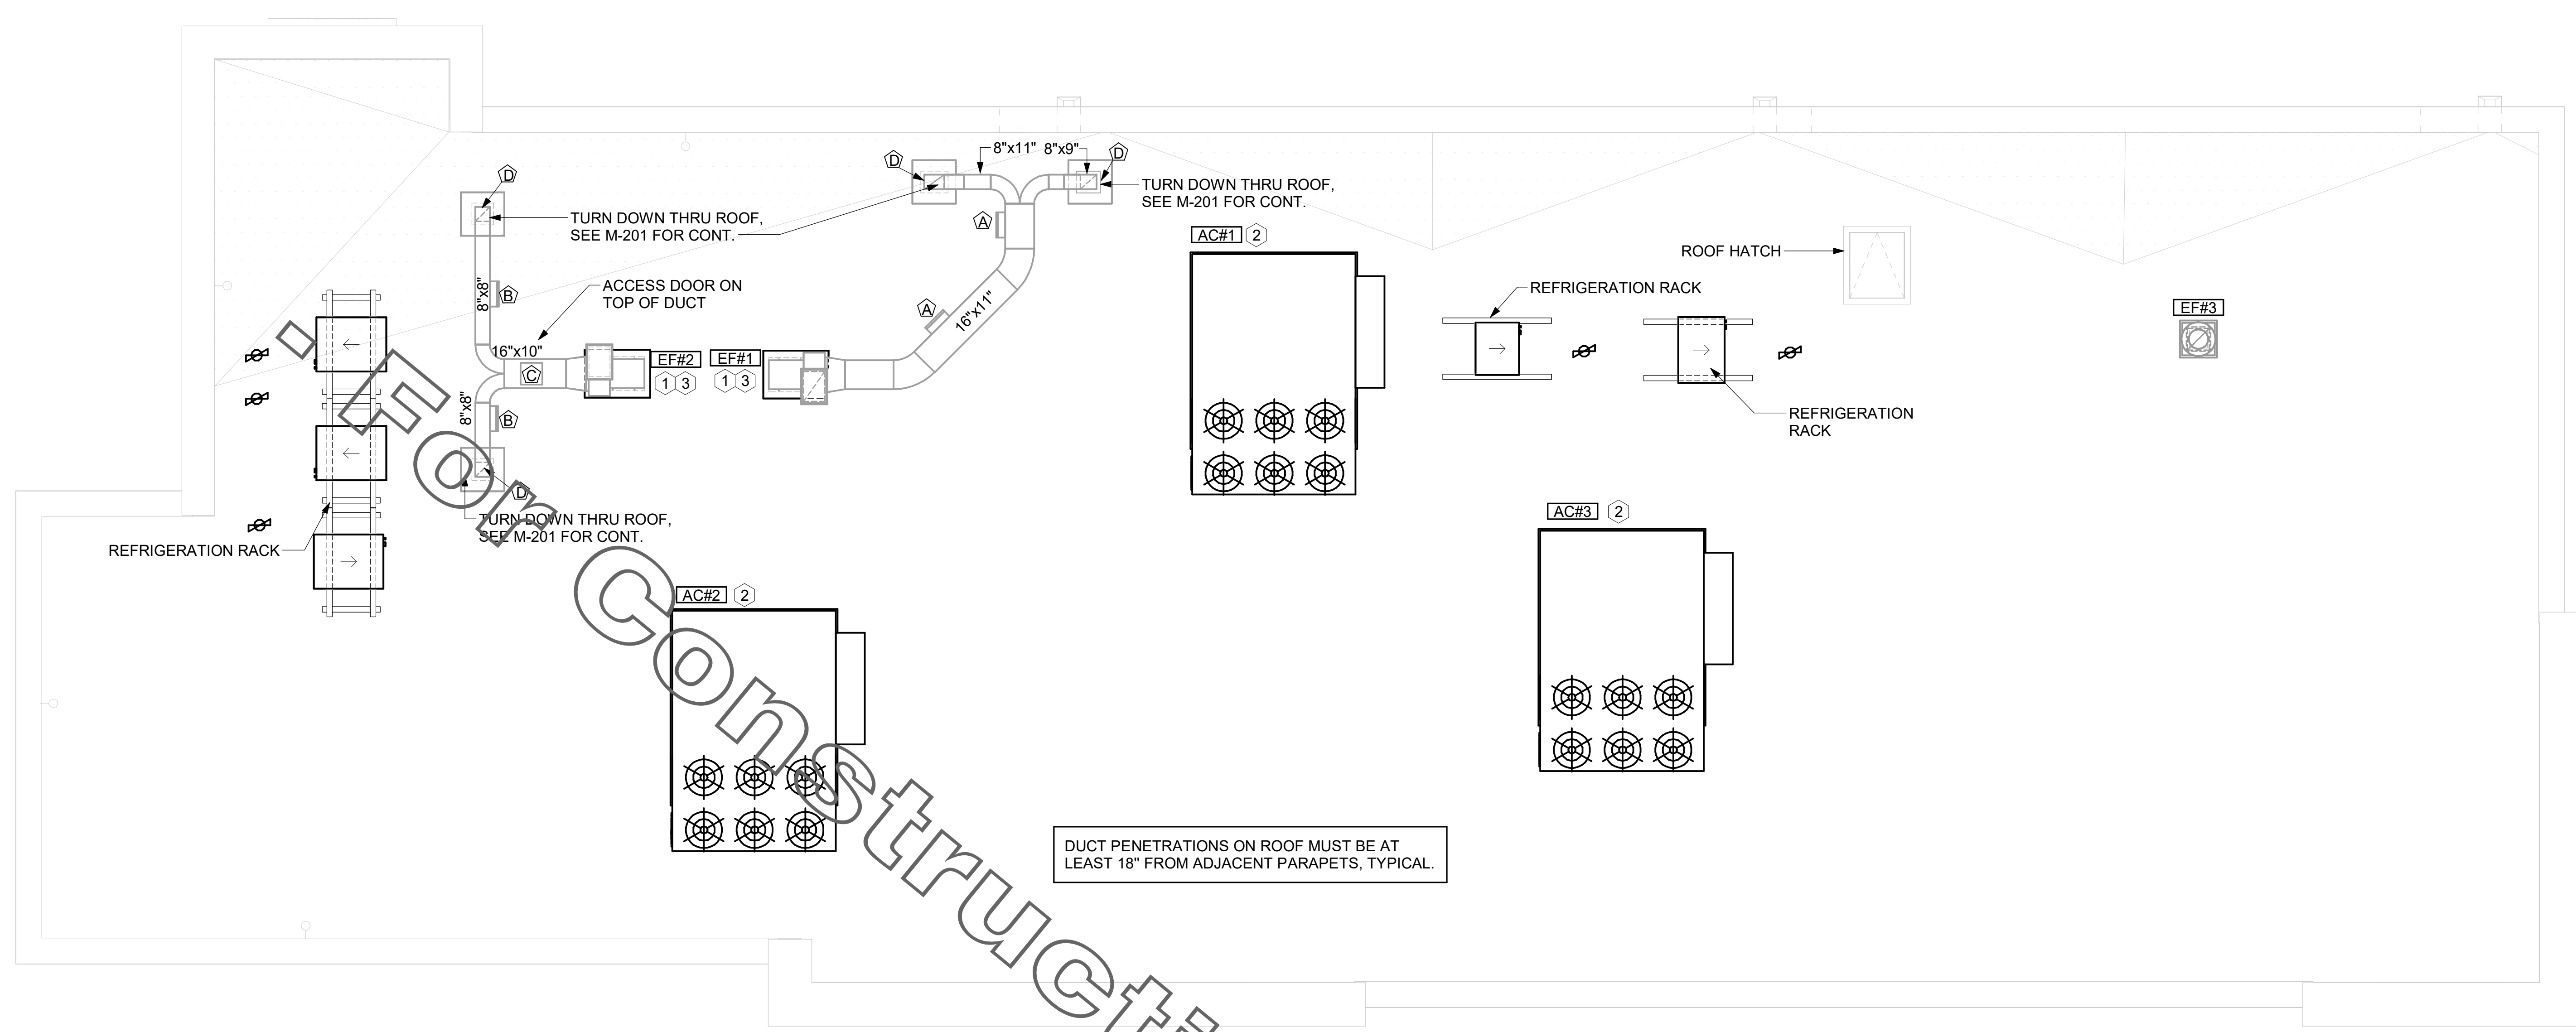 8"x11"
8"x9"
D
D
D
TURN DOWN THRU ROOF,
SEE M-201 FOR CONT.
TURN DOWN THRU ROOF,
SEE M-201 FOR CONT.
A
AC#1
2
ROOF HATCH
8"x8"
B
ACCESS DOOR ON
TOP OF DUCT
A
16"x11"
REFRIGERATION RACK
EF#3
16"x10"
C
EF#2
EF#1
1
3
1
3
8"x8"
B
REFRIGERATION
RACK
D
TURN DOWN THRU ROOF,
SEE M-201 FOR CONT.
REFRIGERATION RACK
AC#3
2
AC#2
2
DUCT PENETRATIONS ON ROOF MUST BE AT
LEAST 18" FROM ADJACENT PARAPETS, TYPICAL.
For Constructi